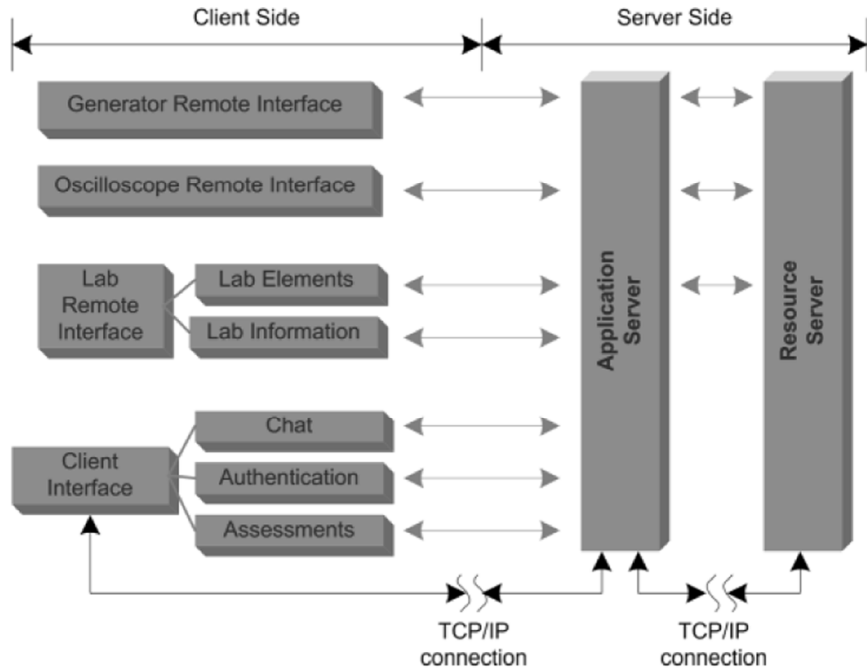 Client Side
Server Side
Generator Remote Interface
Oscilloscope Remote Interface
Lab
Remote
Interface
Lab Elements
Lab Information
Client
Interface
Chat
Authentication
Assessments
Application
Server
Resource
Server
TCP/IP
connection
TCP/IP
connection